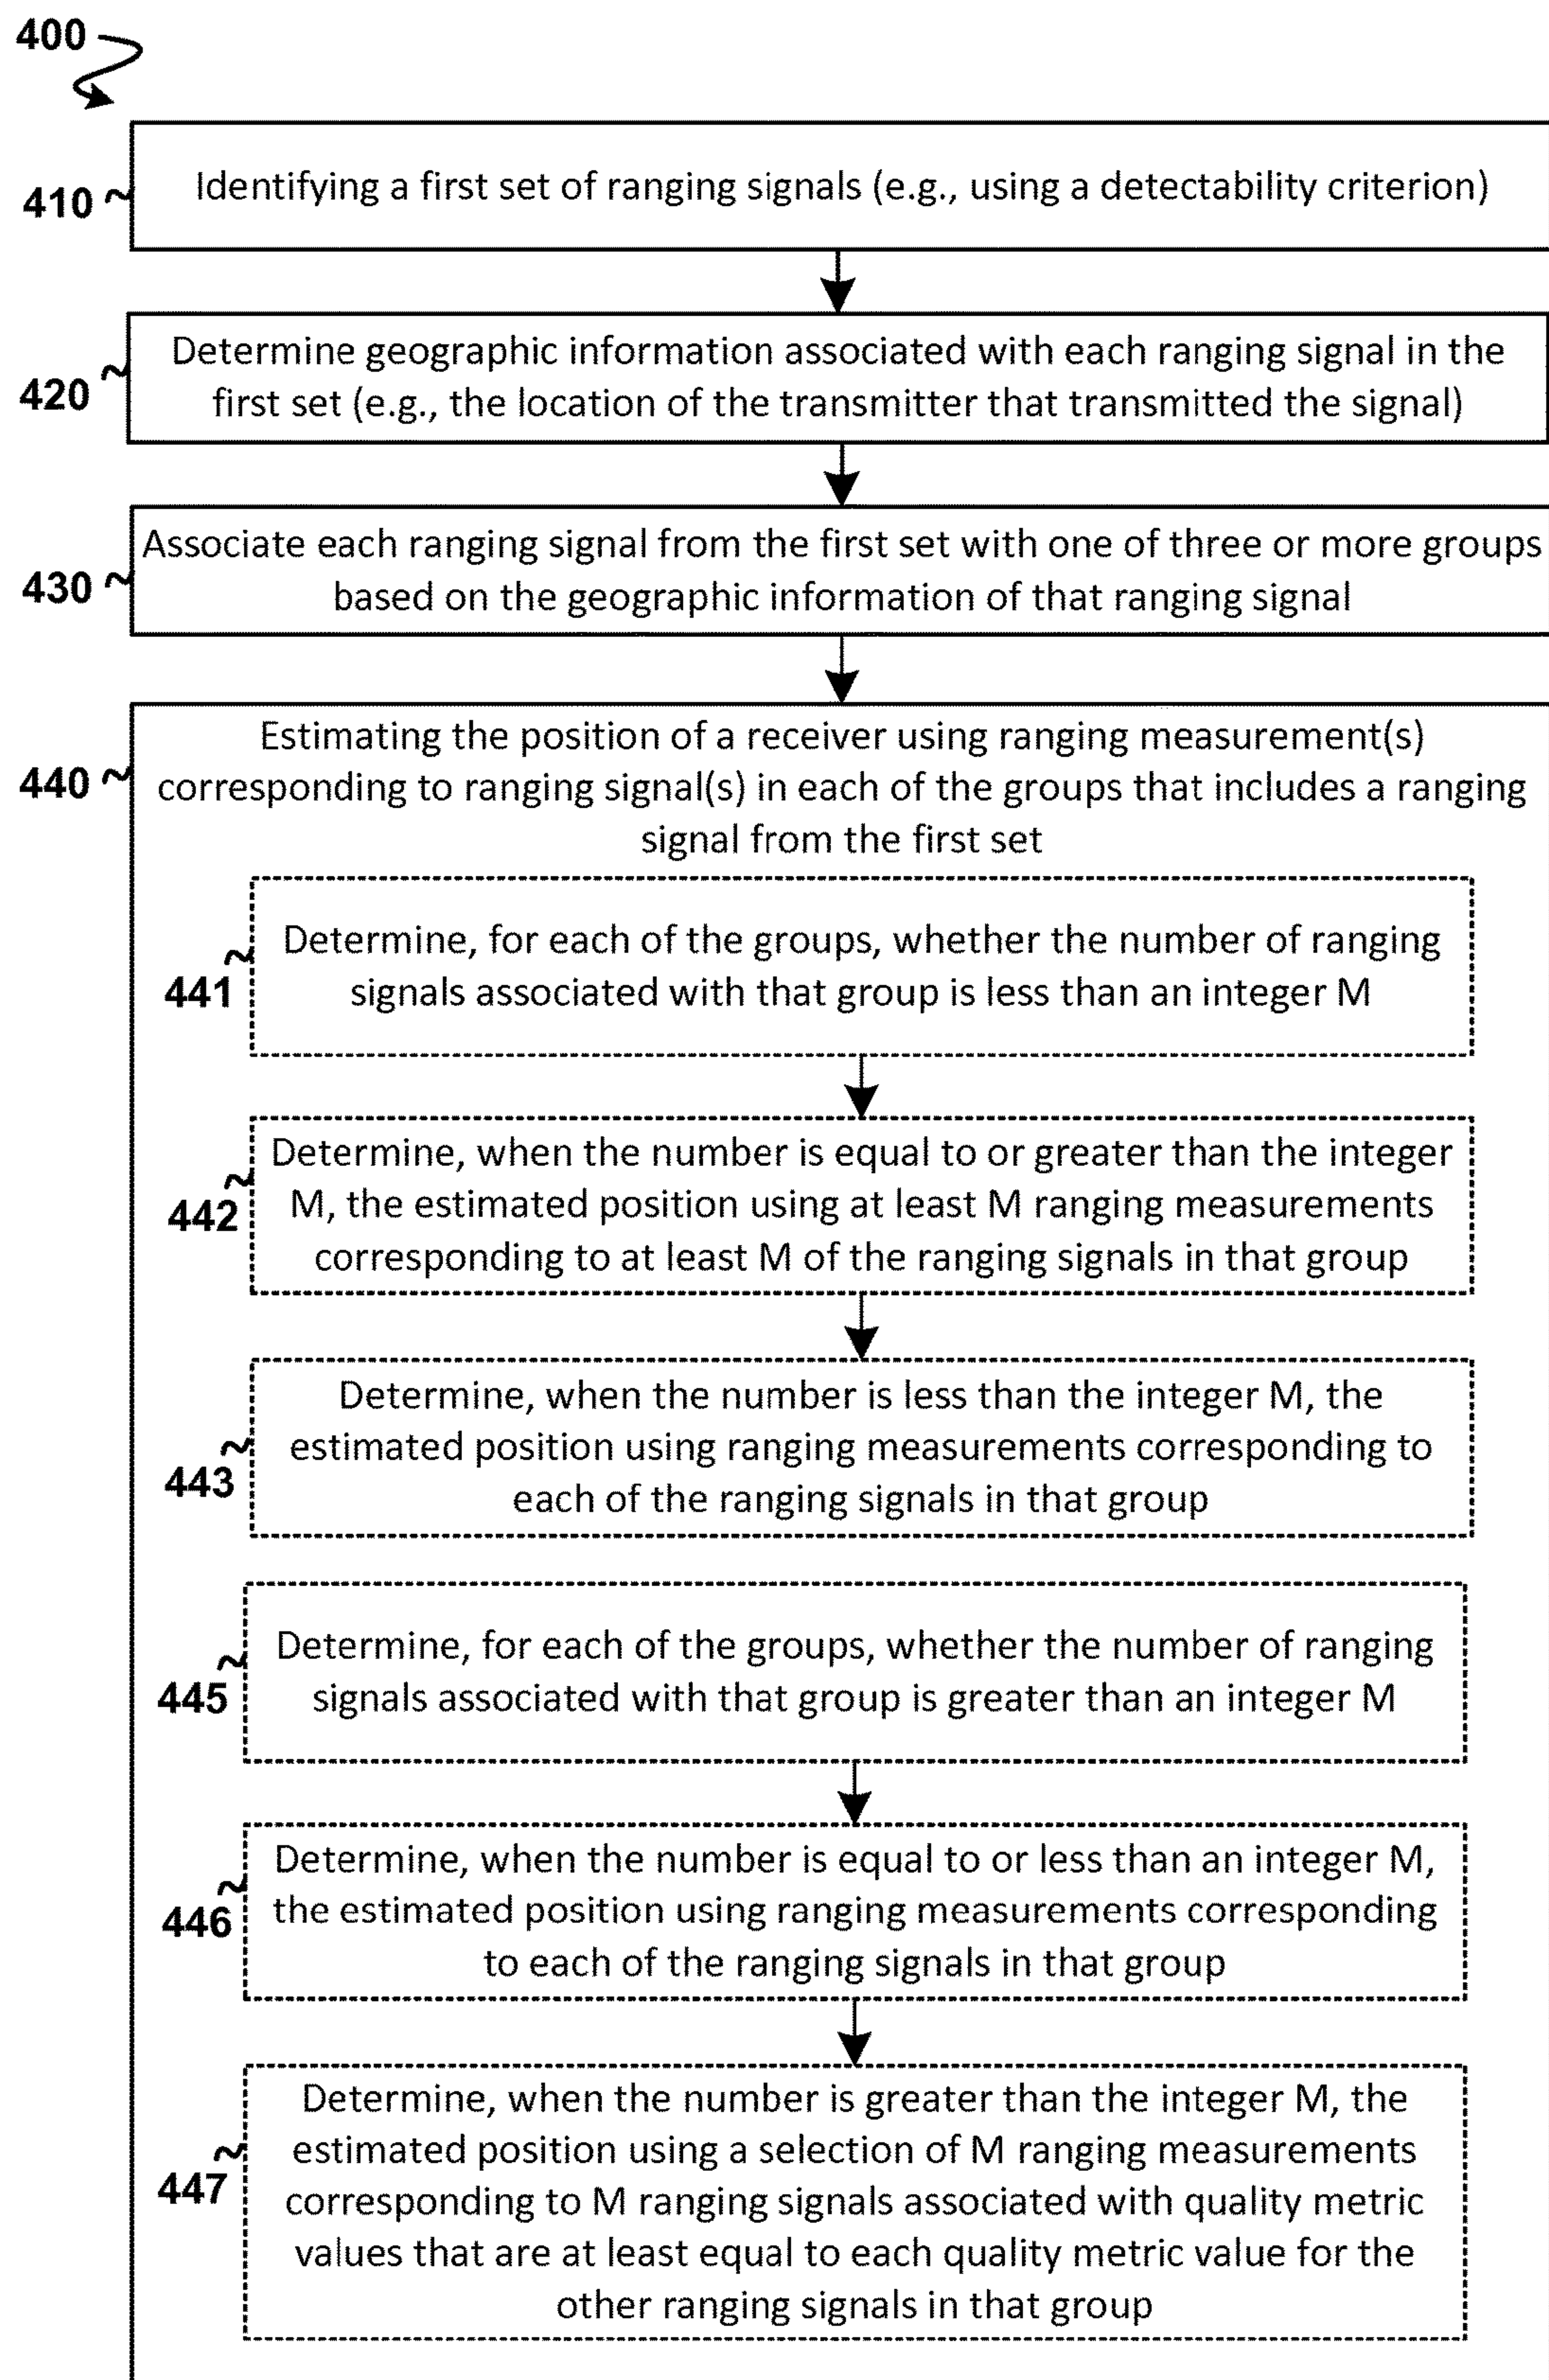 400
410
Identifying a first set of ranging signals (e.g., using a detectability criterion)
420
Determine geographic information associated with each ranging signal in the
first set (e.g., the location of the transmitter that transmitted the signal)
430
Associate each ranging signal from the first set with one of three or more groups
based on the geographic information of that ranging signal
440
Estimating the position of a receiver using ranging measurement(s)
corresponding to ranging signal(s) in each of the groups that includes a ranging
signal from the first set
441
Determine, for each of the groups, whether the number of ranging
signals associated with that group is less than an integer M
442
Determine, when the number is equal to or greater than the integer
M, the estimated position using at least M ranging measurements
corresponding to at least M of the ranging signals in that group
443
Determine, when the number is less than the integer M, the
estimated position using ranging measurements corresponding to
each of the ranging signals in that group
445
Determine, for each of the groups, whether the number of ranging
signals associated with that group is greater than an integer M
446
Determine, when the number is equal to or less than an integer M,
the estimated position using ranging measurements corresponding
to each of the ranging signals in that group
447
Determine, when the number is greater than the integer M, the
estimated position using a selection of M ranging measurements
corresponding to M ranging signals associated with quality metric
values that are at least equal to each quality metric value for the
other ranging signals in that group